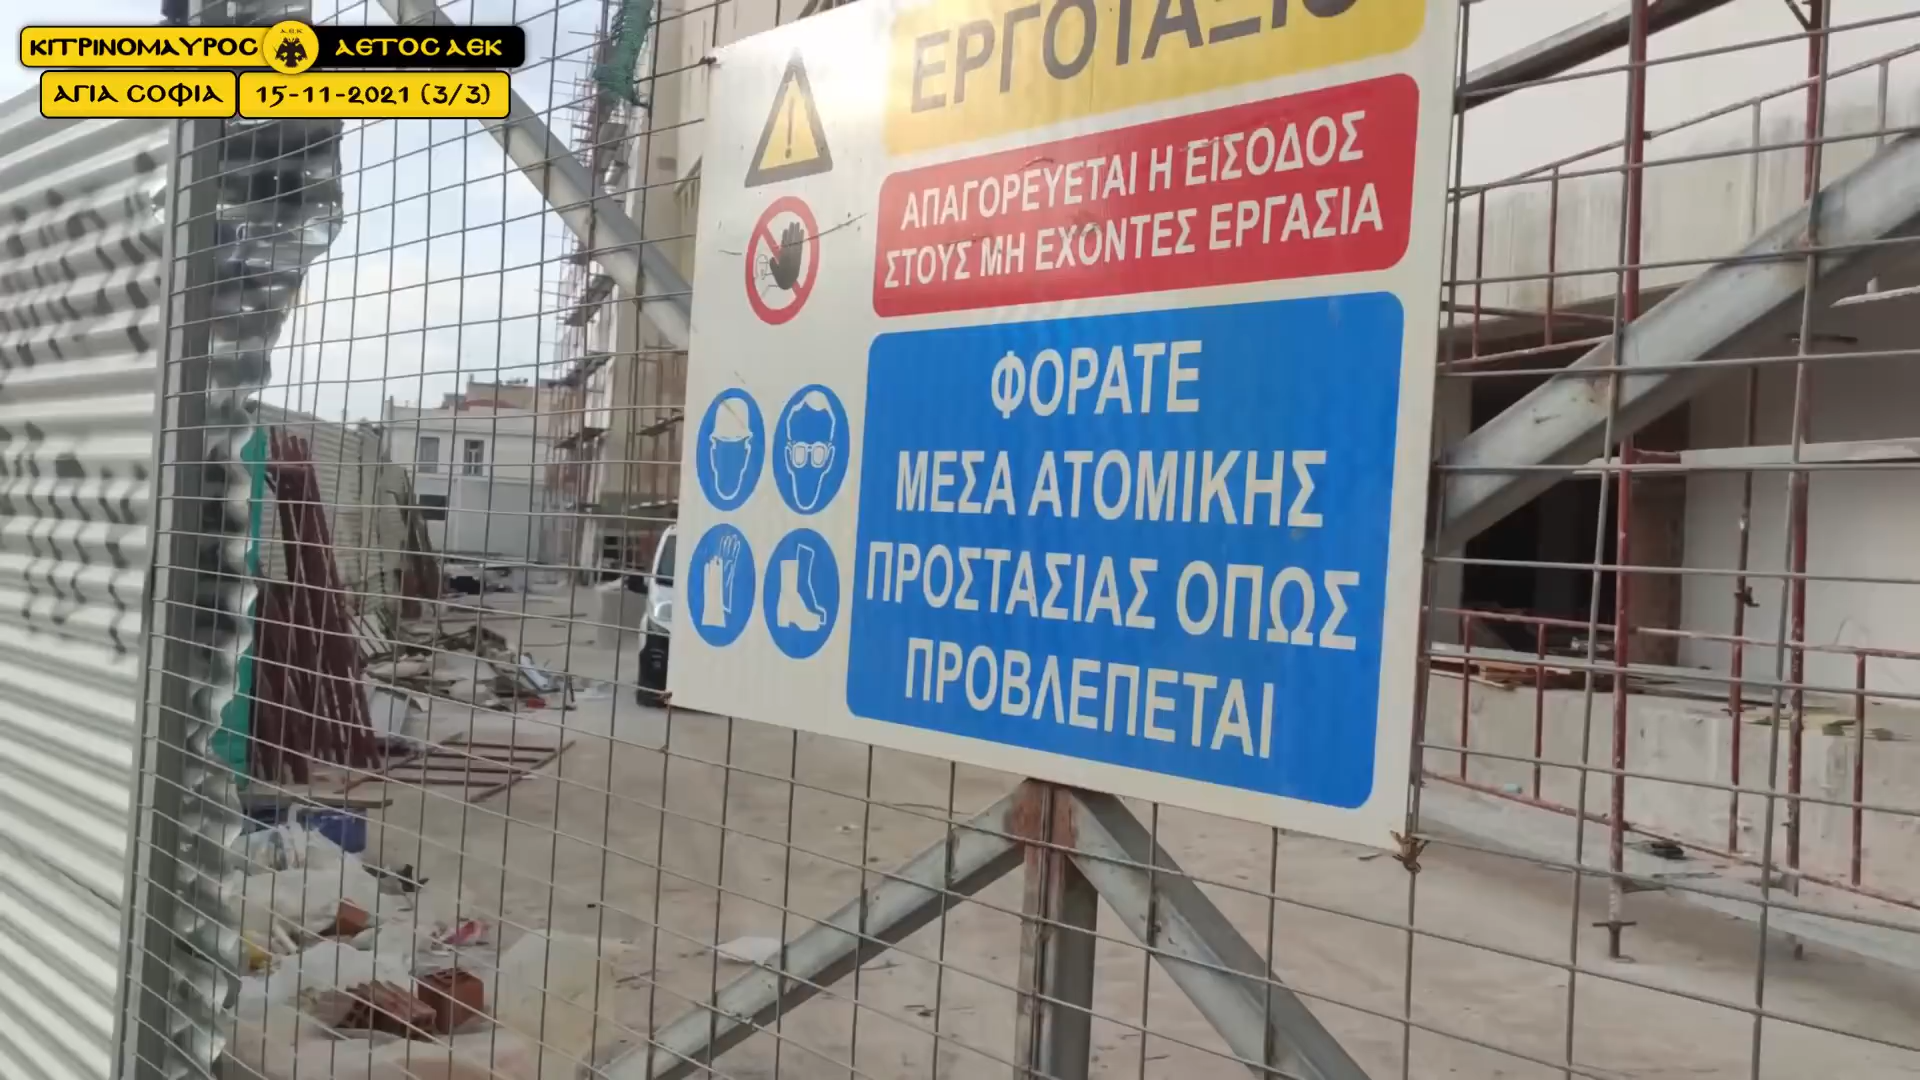 ΚΙΤΡΙΝΟΜΑΥΡΟΣ ΑΕΤΟΣ ΑΕΚ
ΑΓΙΑ ΣΟΦΙΑ 15-11-2021 (3/3)
ΕΡΓΟΤΑΞΙΟ
ΑΠΑΓΟΡΕΥΕΤΑΙ Η ΕΙΣΟΔΟΣ
ΣΤΟΥΣ ΜΗ ΕΧΟΝΤΕΣ ΕΡΓΑΣΙΑ
ΦΟΡΑΤΕ
ΜΕΣΑ ΑΤΟΜΙΚΗΣ
ΠΡΟΣΤΑΣΙΑΣ ΟΠΩΣ
ΠΡΟΒΛΕΠΕΤΑΙ